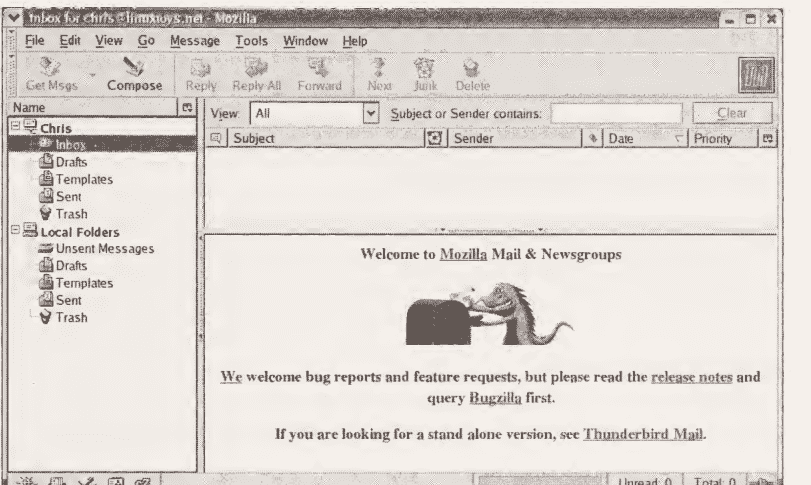 Inbox for chris@linuxtoys.net - Mozilla
File Edit View Go Message Tools Window Help
Get Msgs Compose Reply Reply All Forward Next Junk Delete
Name
View: All Subject or Sender contains: Clear
Subject Sender Date Priority
Chris
Inbox
Drafts
Templates
Sent
Trash
Local Folders
Unsent Messages
Drafts
Templates
Sent
Trash
Welcome to Mozilla Mail & Newsgroups
We welcome bug reports and feature requests, but please read the release notes and
query Bugzilla first.
If you are looking for a stand alone version, see Thunderbird Mail.
Unread: 0 Total: 0